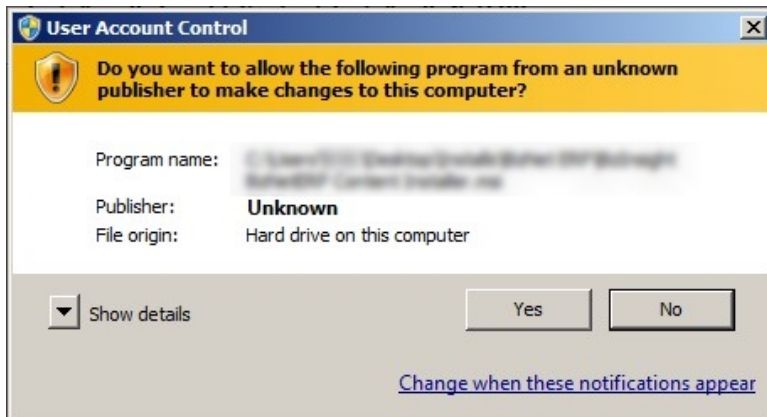 User Account Control
Do you want to allow the following program from an unknown
publisher to make changes to this computer?
Program name:
Publisher: Unknown
File origin: Hard drive on this computer
Show details
Yes No
Change when these notifications appear